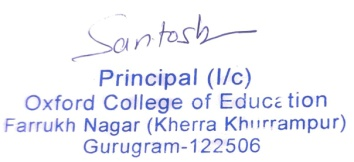 Santosh
Principal (I/c)
Oxford College of Education
Farrukh Nagar (Kherra Khurrampur)
Gurugram-122506